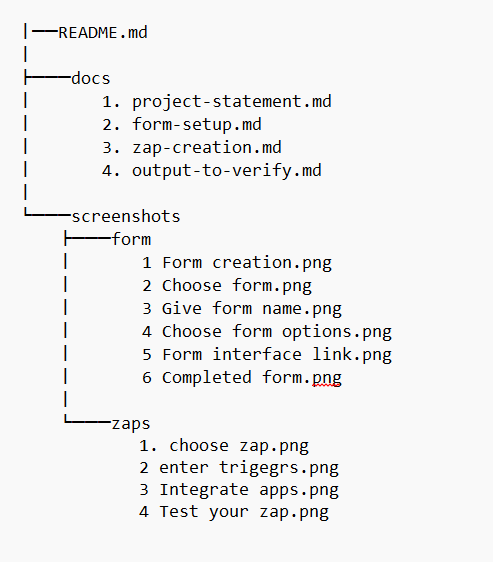 |──README.md
|
├────docs
|       1. project-statement.md
|       2. form-setup.md
|       3. zap-creation.md
|       4. output-to-verify.md
|
└────screenshots
    ├────form
    |       1 Form creation.png
    |       2 Choose form.png
    |       3 Give form name.png
    |       4 Choose form options.png
    |       5 Form interface link.png
    |       6 Completed form.png
    |
    └────zaps
            1. choose zap.png
            2 enter trigegrs.png
            3 Integrate apps.png
            4 Test your zap.png